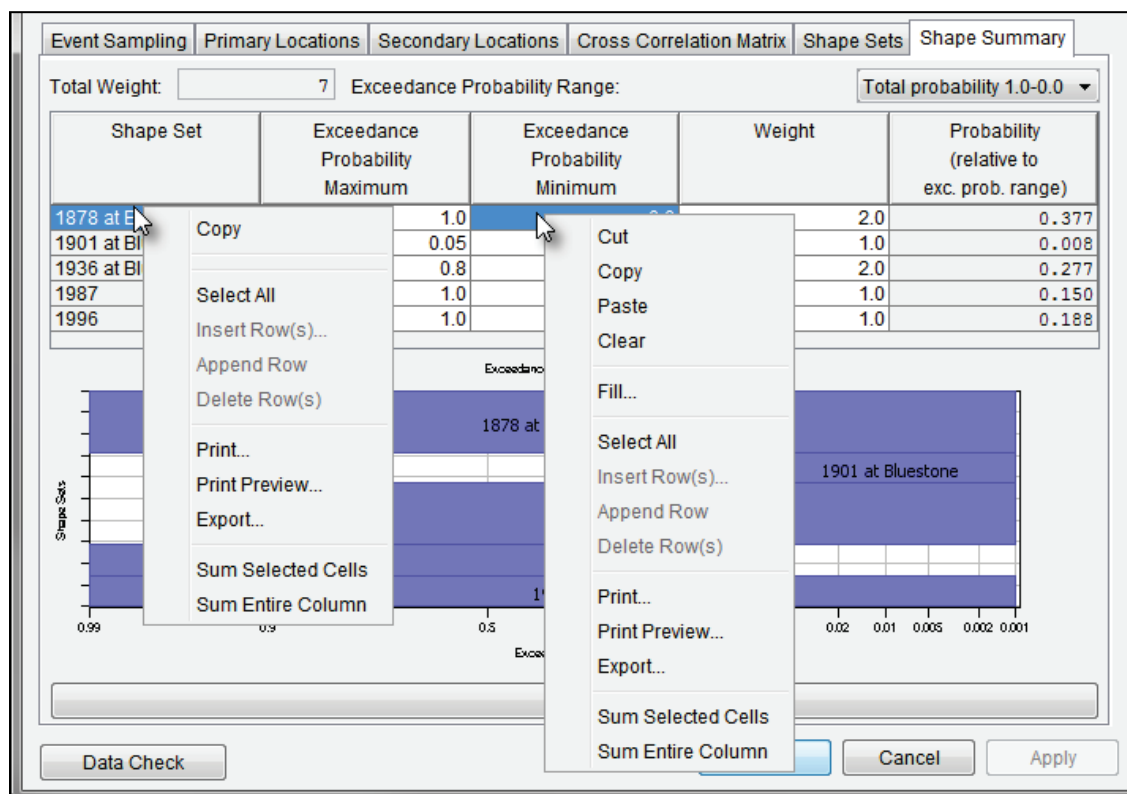 Event Sampling Primary Locations Secondary Locations Cross Correlation Matrix Shape Sets Shape Summary
Total Weight: 7 Exceedance Probability Range: Total probability 1.0-0.0
Shape Set Exceedance Exceedance Weight Probability
Probability Probability (relative to
Maximum Minimum exc. prob. range)
1878 at 1.0 2.0 0.377
1901 at 0.05 1.0 0.008
1936 at 0.8 2.0 0.277
1987 1.0 1.0 0.150
1996 1.0 1.0 0.188
Copy
Select All
Insert Row(s)...
Append Row
Delete Row(s)
Print...
Print Preview...
Export...
Sum Selected Cells
Sum Entire Column
Cut
Copy
Paste
Clear
Fill...
Select All
Insert Row(s)...
Append Row
Delete Row(s)
Print...
Print Preview...
Export...
Sum Selected Cells
Sum Entire Column
1878 at
1901 at Bluestone
Shape Sets
0.99 0.9 0.5 0.02 0.01 0.005 0.002 0.001
Data Check Cancel Apply